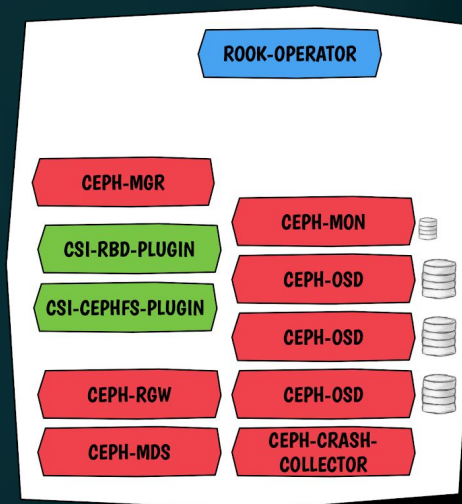 ROOK-OPERATOR
CEPH-MGR
CEPH-MON
CSI-RBD-PLUGIN
CEPH-OSD
CSI-CEPHFS-PLUGIN
CEPH-OSD
CEPH-RGW
CEPH-OSD
CEPH-MDS
CEPH-CRASH-
COLLECTOR